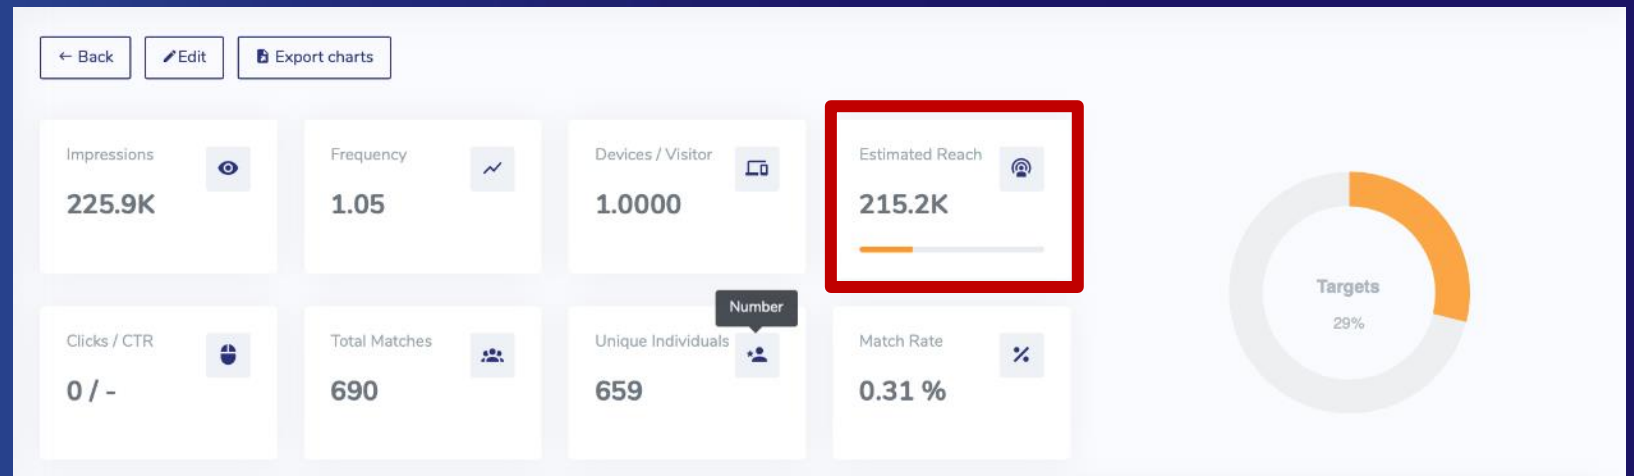 ← Back
Edit
Export charts
Impressions
225.9K
Frequency
1.05
Devices / Visitor
1.0000
Estimated Reach
215.2K
Clicks / CTR
0 / -
Total Matches
690
Number
Unique Individuals
659
Match Rate
0.31 %
Targets
29%